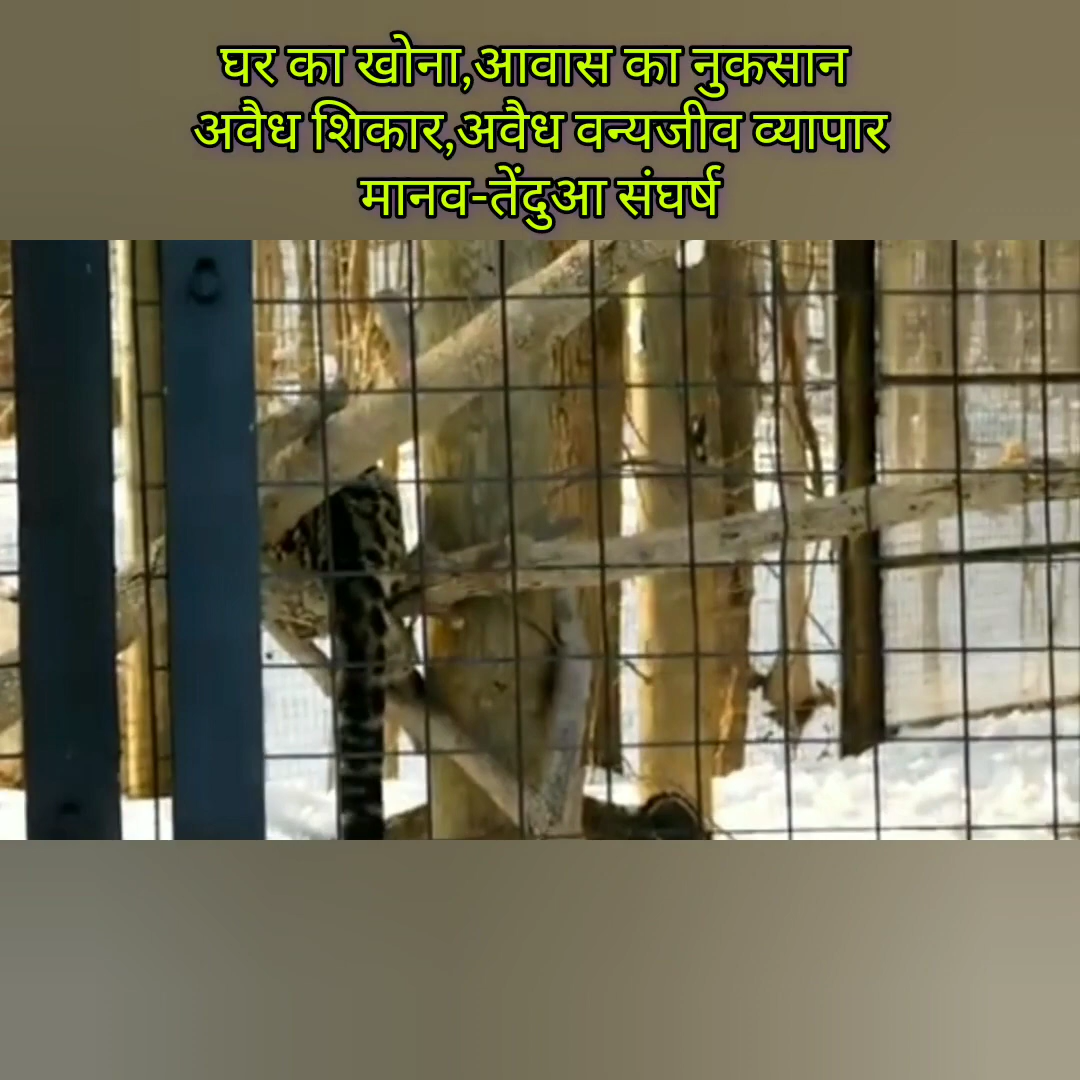 घर का खोना,आवास का नुकसान
अवैध शिकार,अवैध वन्यजीव व्यापार
मानव-तेंदुआ संघर्ष